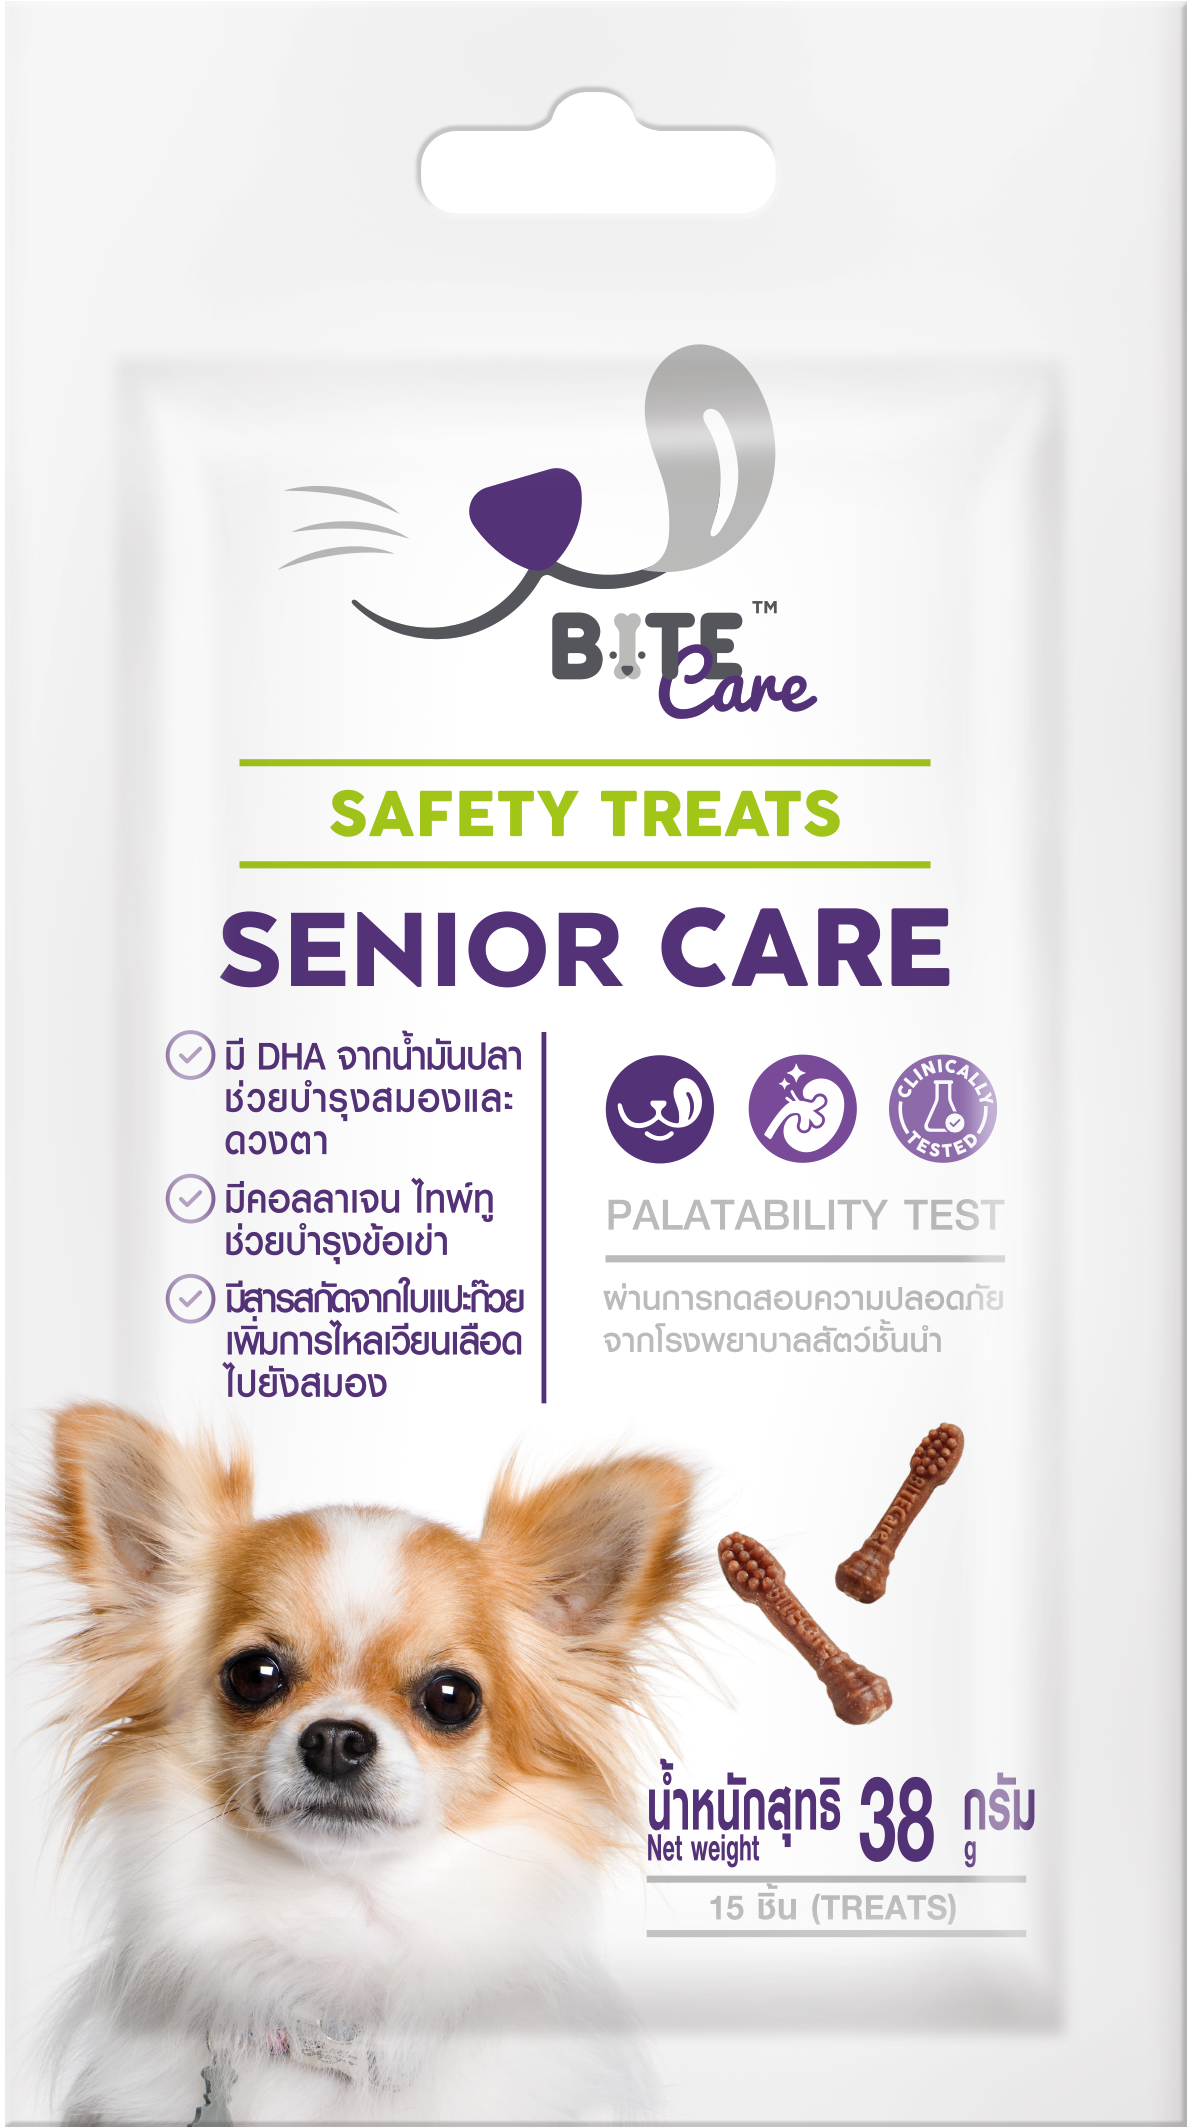 BITE™
Care
SAFETY TREATS
SENIOR CARE
มี DHA จากน้ำมันปลา
ช่วยบำรุงสมองและ
ดวงตา
มีคอลลาเจน ไทพ์ทู
ช่วยบำรุงข้อเข่า
มีสารสกัดจากใบแปะก๊วย
เพิ่มการไหลเวียนเลือด
ไปยังสมอง
CLINICALLY
TESTED
PALATABILITY TEST
ผ่านการทดสอบความปลอดภัย
จากโรงพยาบาลสัตว์ชั้นนำ
BITECare
BITECare
น้ำหนักสุทธิ 38 กรัม
Net weight g
15 ชิ้น (TREATS)